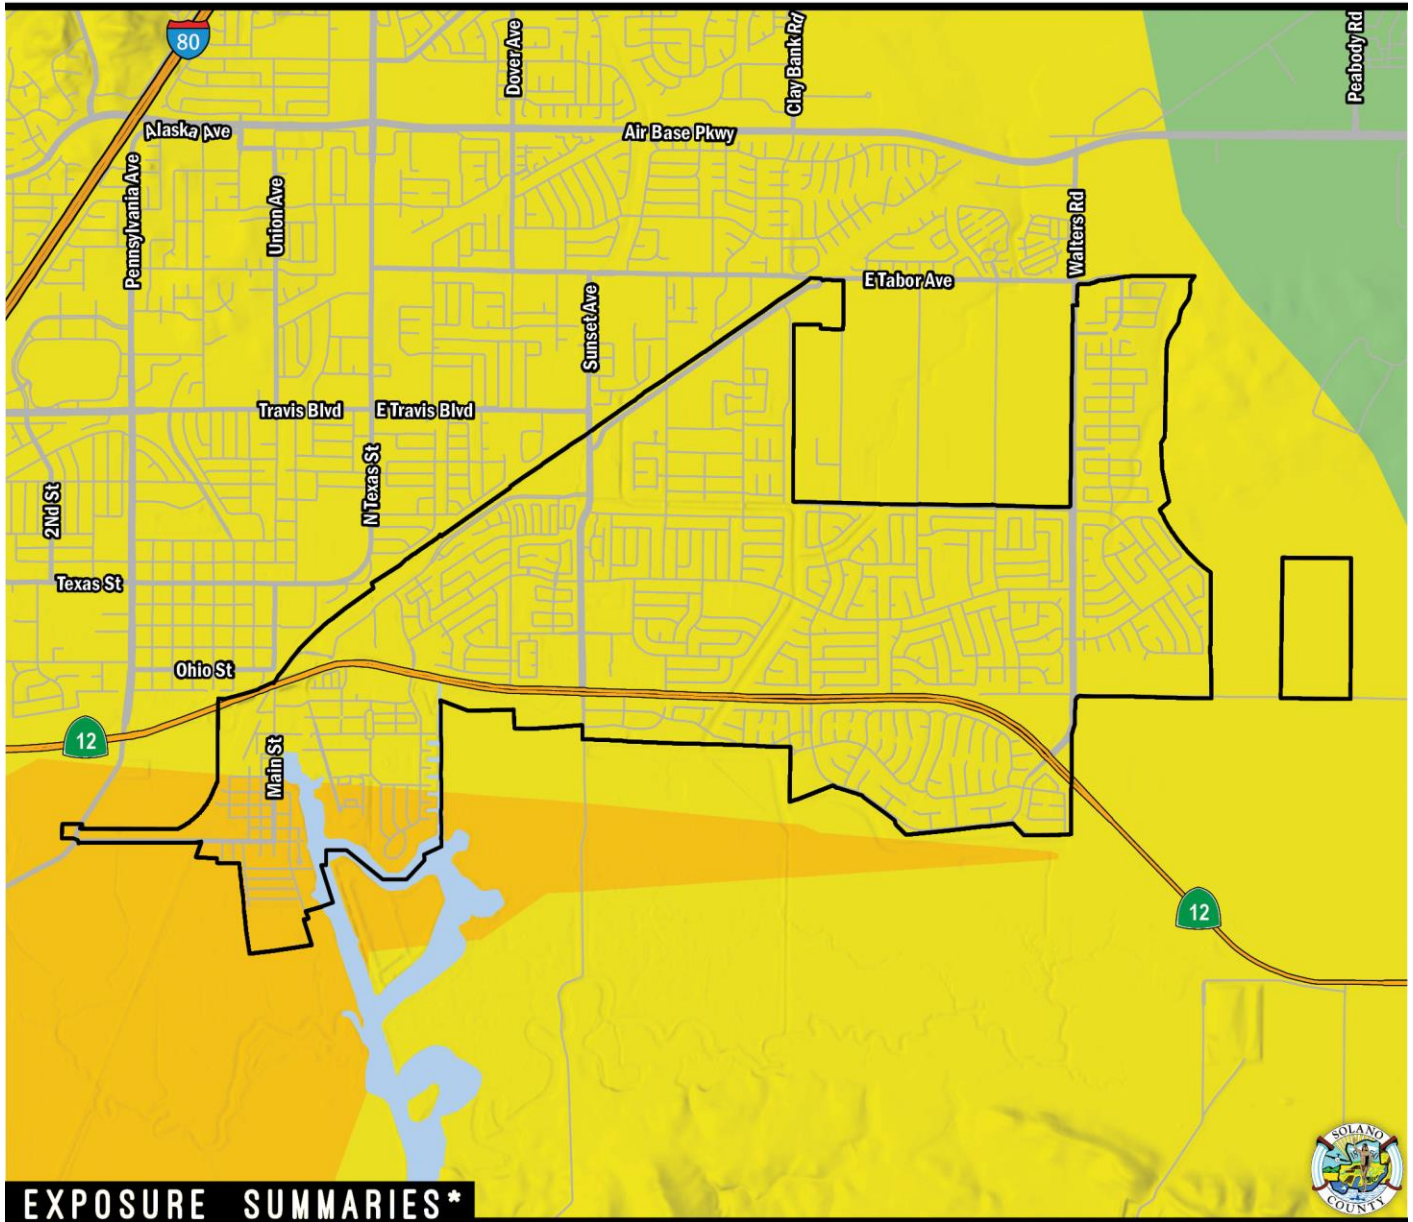 80
Dover Ave
Clay Bank Rd
Peabody Rd
Alaska Ave
Air Base Pkwy
Pennsylvania Ave
Union Ave
Walters Rd
E Tabor Ave
Sunset Ave
Travis Blvd
E Travis Blvd
N Texas St
2Nd St
Texas St
Ohio St
12
Main St
12
SOLANO
COUNTY
EXPOSURE SUMMARIES*